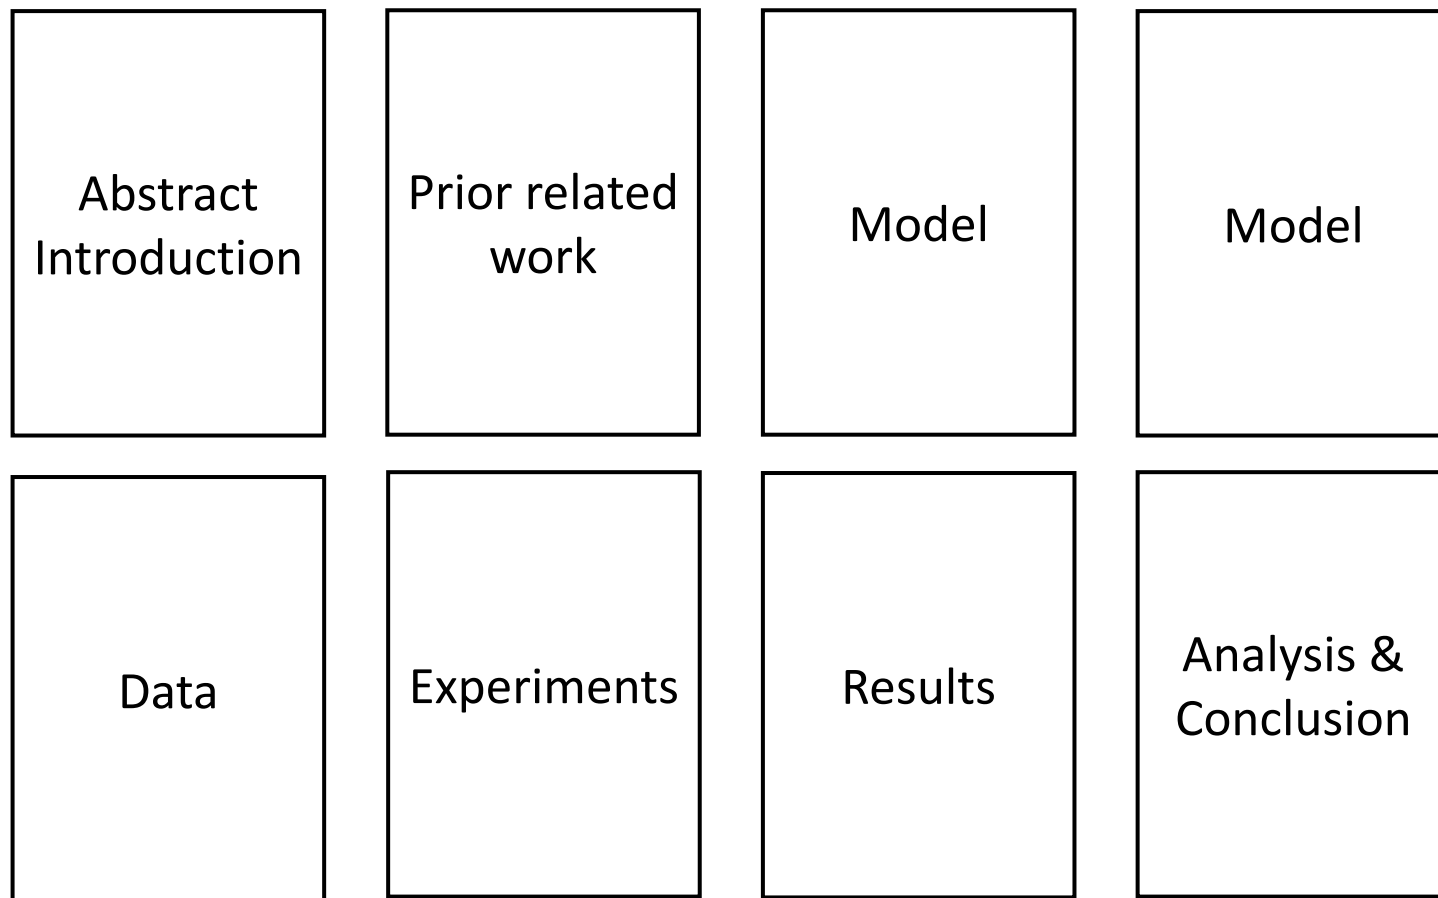 Abstract
Introduction
Prior related
work
Model
Model
Data
Experiments
Results
Analysis &
Conclusion